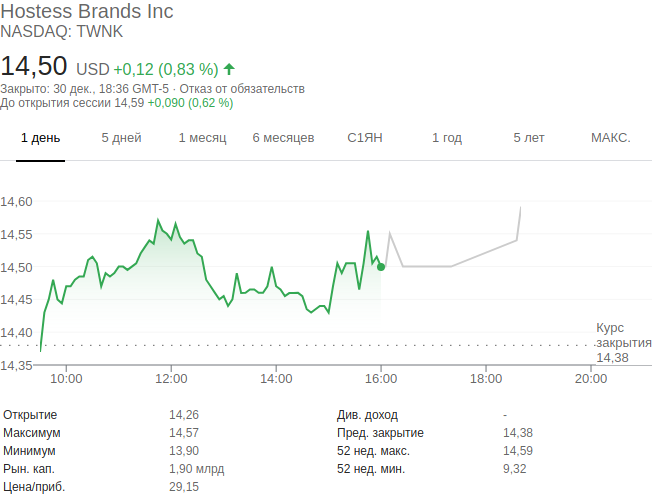 Hostess Brands Inc
NASDAQ: TWNK
14,50 USD +0,12 (0,83 %)
Закрыто: 30 дек., 18:36 GMT-5 · Отказ от обязательств
До открытия сессии 14,59 +0,090 (0,62 %)
1 день 5 дней 1 месяц 6 месяцев С1ЯН 1 год 5 лет МАКС.
14,60
14,55
14,50
14,45
14,40
14,35
Курс
закрытия
14,38
10:00 12:00 14:00 16:00 18:00 20:00
Открытие 14,26 Див. доход -
Максимум 14,57 Пред. закрытие 14,38
Минимум 13,90 52 нед. макс. 14,59
Рын. кап. 1,90 млрд 52 нед. мин. 9,32
Цена/приб. 29,15